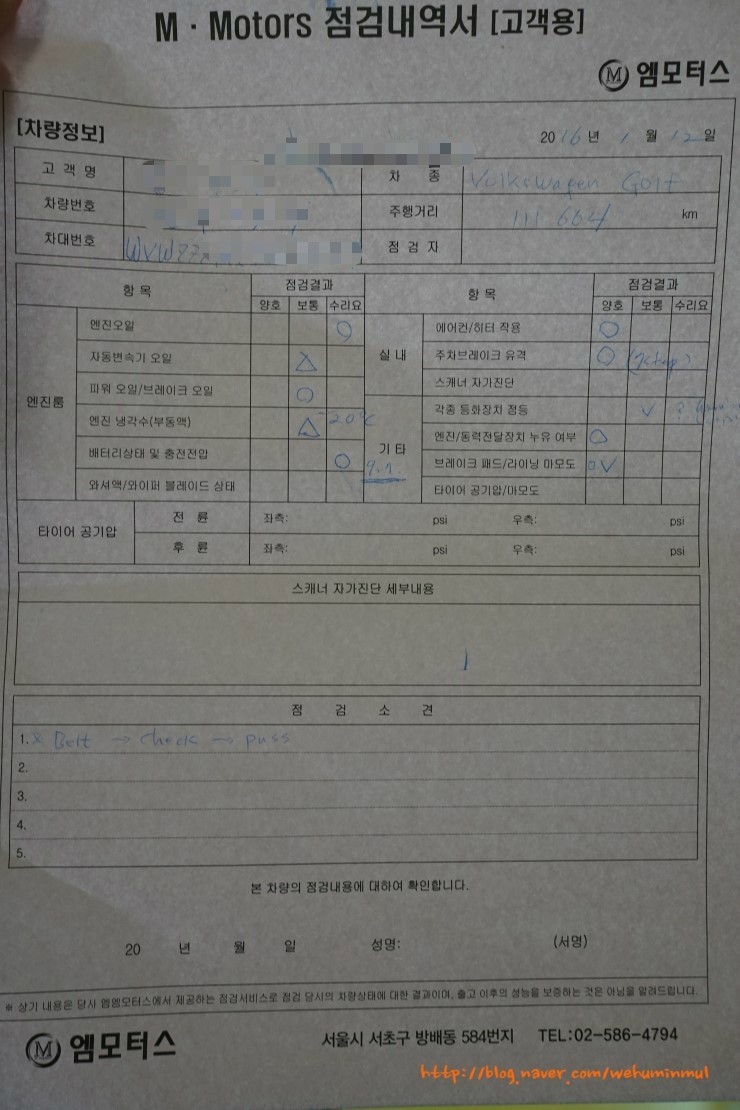 M · Motors 점검내역서 [고객용]
M 엠모터스
[차량정보]
2016년 1월 12일
고 객 명 차 종 Volkswagen Golf
차량번호 주행거리 111.664 km
차대번호 WVWZZ 점 검 자
항 목 점검결과 항 목 점검결과
양호 보통 수리요 양호 보통 수리요
엔진룸
엔진오일 ○
자동변속기 오일 △
파워 오일/브레이크 오일 ○
엔진 냉각수(부동액) △ -20℃
배터리상태 및 충전전압 ○ 9.7
와셔액/와이퍼 블레이드 상태
실 내
에어컨/히터 작용 ○
주차브레이크 유격 ○
스캐너 자가진단
기 타
각종 등화장치 점등 ✓
엔진/동력전달장치 누유 여부 ○
브레이크 패드/라이닝 마모도 ○✓
타이어 공기압/마모도
타이어 공기압 전 륜 좌측: psi 우측: psi
후 륜 좌측: psi 우측: psi
스캐너 자가진단 세부내용
점 검 소 견
1. Belt → check → pass
2.
3.
4.
5.
본 차량의 점검내용에 대하여 확인합니다.
20 년 월 일 성명: (서명)
※ 상기 내용은 당사 엠엠모터스에서 제공하는 점검서비스로 점검 당시의 차량상태에 대한 결과이며, 출고 이후의 성능을 보증하는 것은 아님을 알려드립니다.
M 엠모터스 서울시 서초구 방배동 584번지 TEL:02-586-4794
http://blog.naver.com/wehuminmul